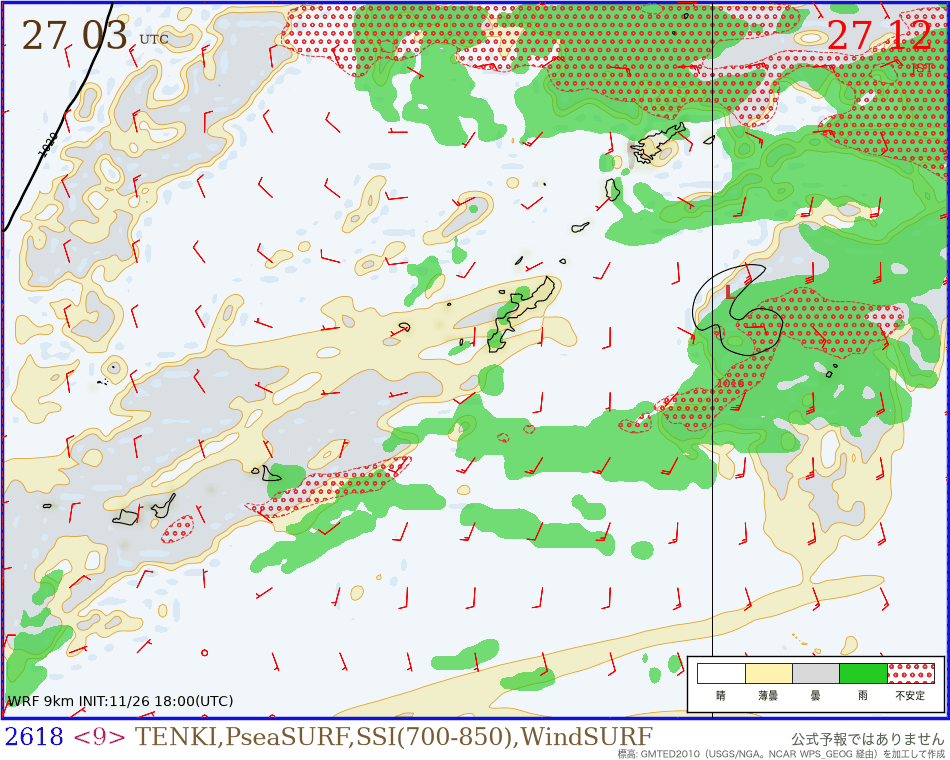 27 03 UTC
27 12
1020
L
1016
晴 薄曇 曇 雨 不安定
WRF 9km INIT:11/26 18:00(UTC)
2618 <9> TENKI,PseaSURF,SSI(700-850),WindSURF
公式予報ではありません
標高: GMTED2010（USGS/NGA。NCAR WPS_GEOG 経由）を加工して作成